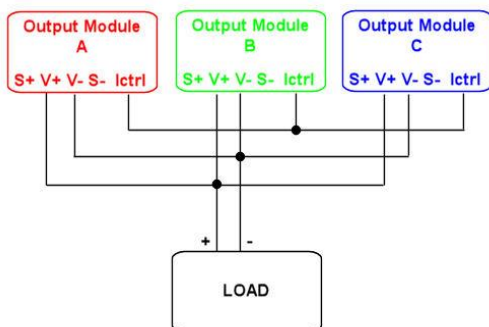 Output Module
A
S+ V+ V- S- Ictrl
Output Module
B
S+ V+ V- S- Ictrl
Output Module
C
S+ V+ V- S- Ictrl
+ -
LOAD